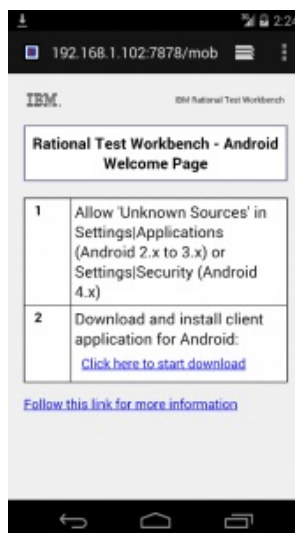 2:24
192.168.1.102:7878/mob
IBM.
IBM Rational Test Workbench
Rational Test Workbench - Android
Welcome Page
1
Allow 'Unknown Sources' in
Settings|Applications
(Android 2.x to 3.x) or
Settings|Security (Android
4.x)
2
Download and install client
application for Android:
Click here to start download
Follow this link for more information